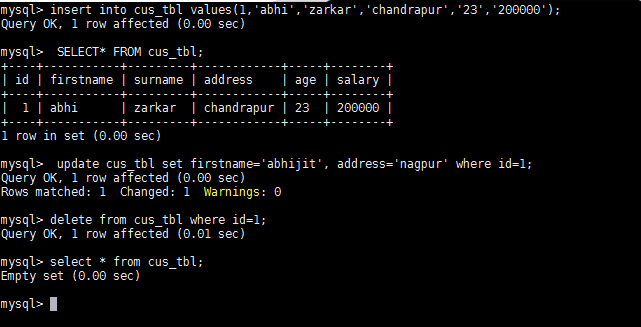 mysql> insert into cus_tbl values(1,'abhi','zarkar','chandrapur','23','200000');
Query OK, 1 row affected (0.00 sec)
mysql>  SELECT* FROM cus_tbl;
+----+-----------+---------+------------+-----+--------+
| id | firstname | surname | address    | age | salary |
+----+-----------+---------+------------+-----+--------+
|  1 | abhi      | zarkar  | chandrapur | 23  | 200000 |
+----+-----------+---------+------------+-----+--------+
1 row in set (0.00 sec)
mysql>  update cus_tbl set firstname='abhijit', address='nagpur' where id=1;
Query OK, 1 row affected (0.00 sec)
Rows matched: 1  Changed: 1  Warnings: 0
mysql> delete from cus_tbl where id=1;
Query OK, 1 row affected (0.01 sec)
mysql> select * from cus_tbl;
Empty set (0.00 sec)
mysql>